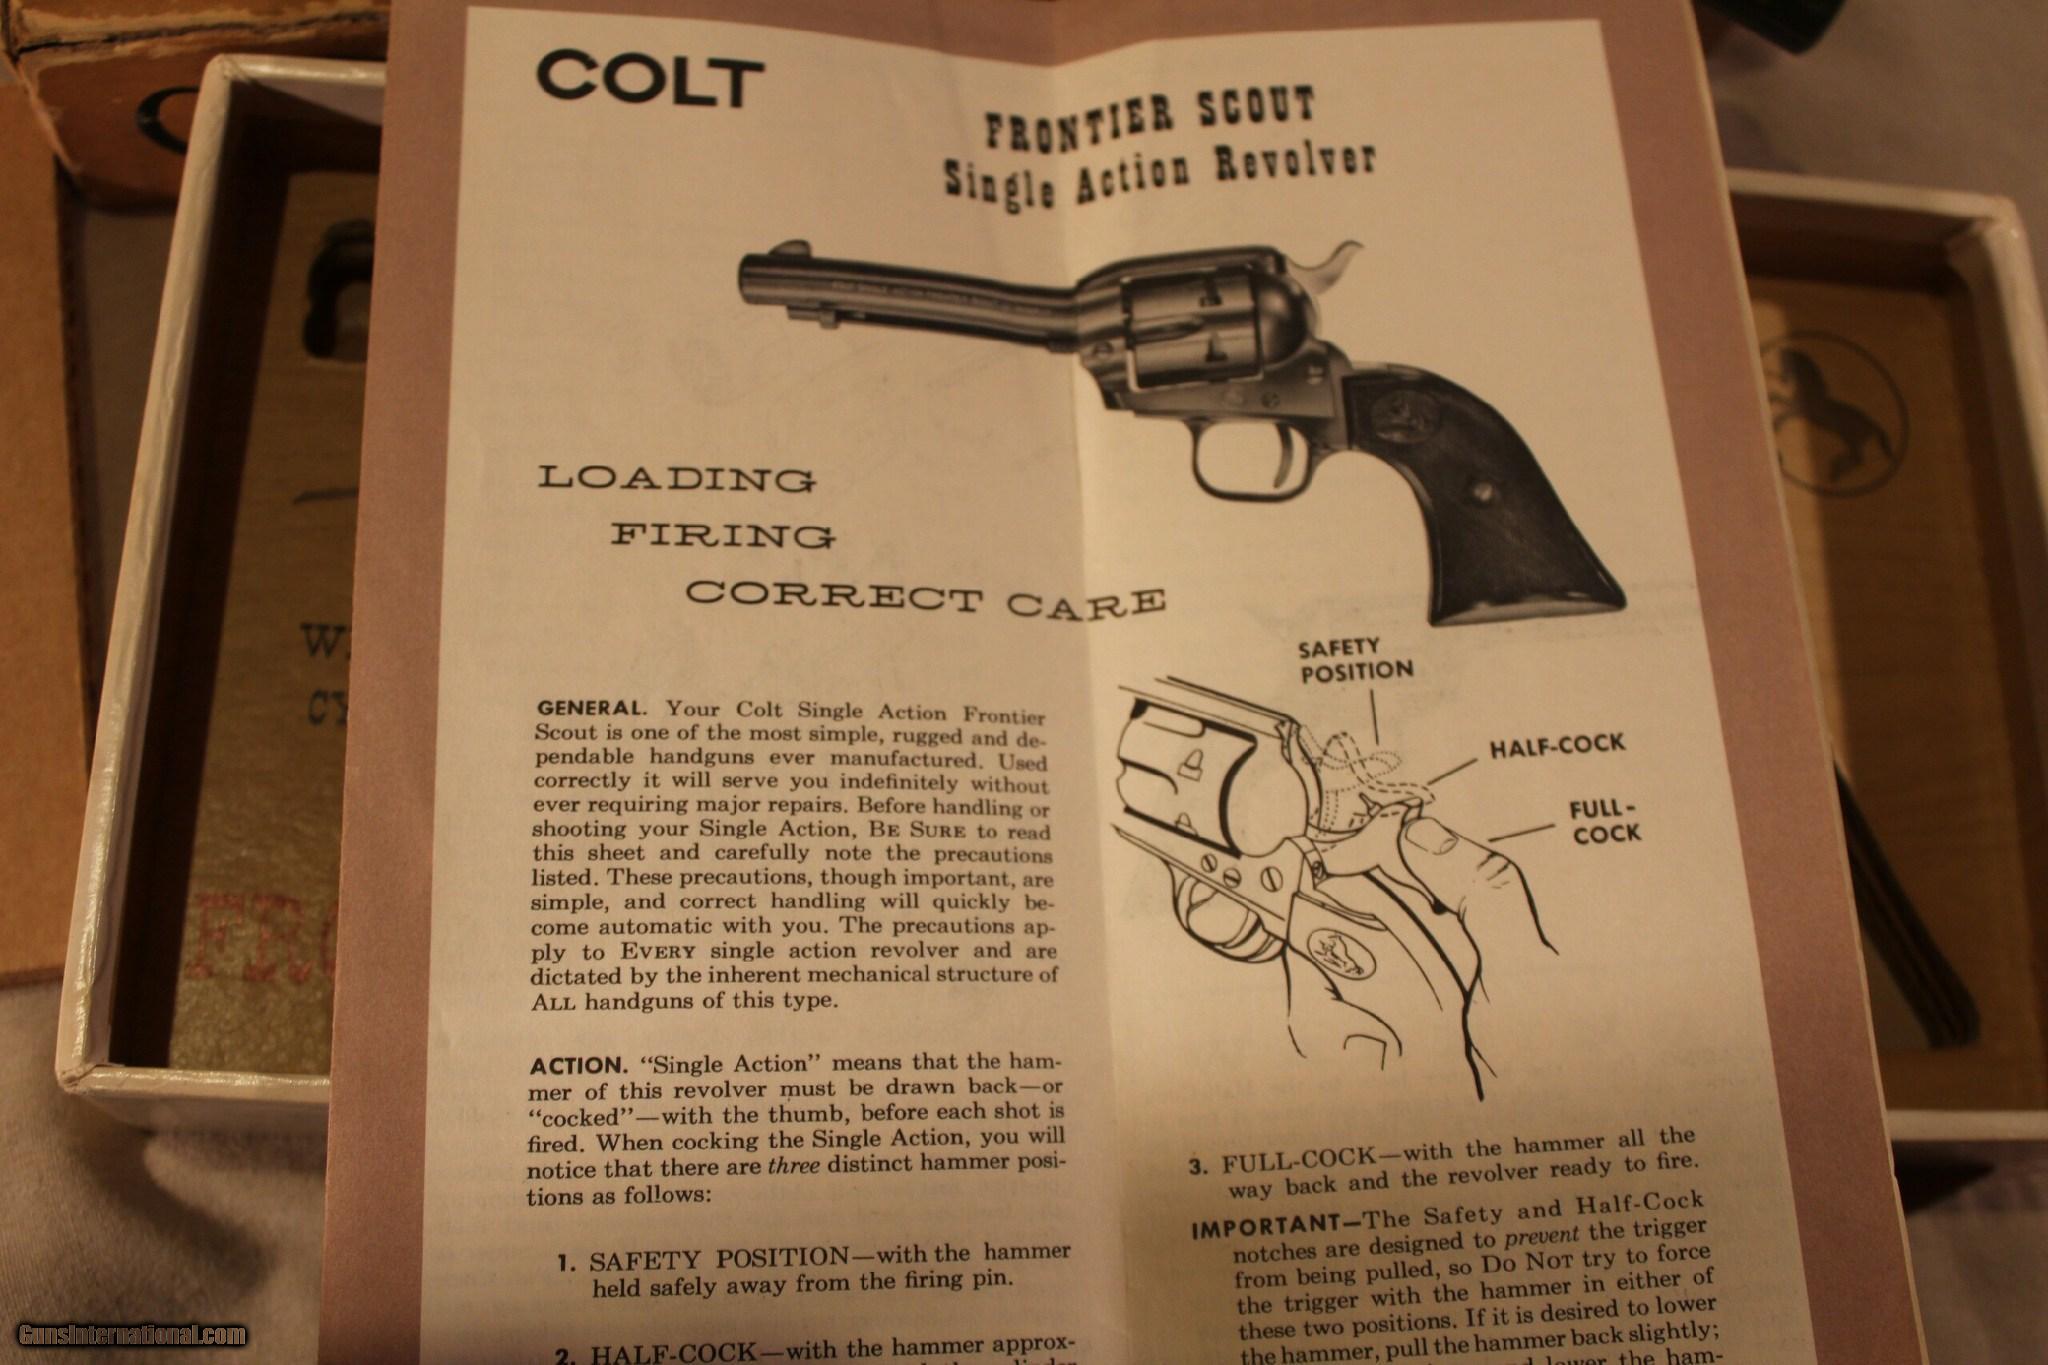 COLT
FRONTIER SCOUT
Single Action Revolver
LOADING
FIRING
CORRECT CARE
GENERAL. Your Colt Single Action Frontier
Scout is one of the most simple, rugged and de-
pendable handguns ever manufactured. Used
correctly it will serve you indefinitely without
ever requiring major repairs. Before handling or
shooting your Single Action, BE SURE to read
this sheet and carefully note the precautions
listed. These precautions, though important, are
simple, and correct handling will quickly be-
come automatic with you. The precautions ap-
ply to EVERY single action revolver and are
dictated by the inherent mechanical structure of
ALL handguns of this type.
ACTION. “Single Action” means that the ham-
mer of this revolver must be drawn back—or
“cocked”—with the thumb, before each shot is
fired. When cocking the Single Action, you will
notice that there are three distinct hammer posi-
tions as follows:
1. SAFETY POSITION—with the hammer
held safely away from the firing pin.
2. HALF-COCK—with the hammer approx-
SAFETY
POSITION
HALF-COCK
FULL-
COCK
3. FULL-COCK—with the hammer all the
way back and the revolver ready to fire.
IMPORTANT—The Safety and Half-Cock
notches are designed to prevent the trigger
from being pulled, so DO NOT try to force
the trigger with the hammer in either of
these two positions. If it is desired to lower
the hammer, pull the hammer back slightly;
lower the ham-
GunsInternational.com